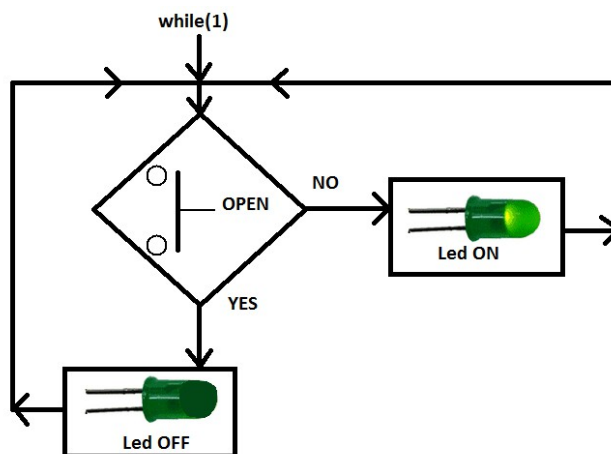 while(1)
OPEN
NO
Led ON
YES
Led OFF